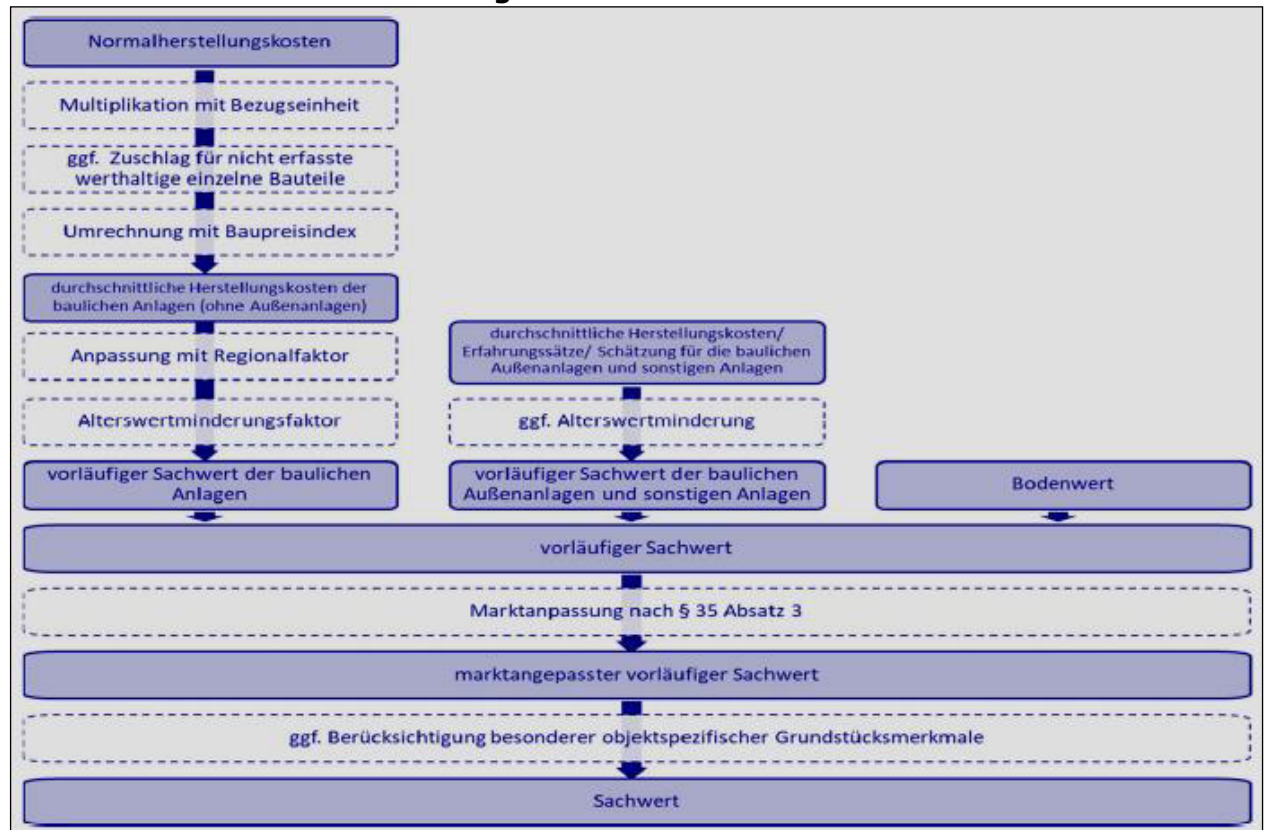 Normalherstellungskosten
Multiplikation mit Bezugseinheit
ggf. Zuschlag für nicht erfasste
werthaltige einzelne Bauteile
Umrechnung mit Baupreisindex
durchschnittliche Herstellungskosten der
baulichen Anlagen (ohne Außenanlagen)
Anpassung mit Regionalfaktor
Alterswertminderungsfaktor
vorläufiger Sachwert der baulichen
Anlagen
durchschnittliche Herstellungskosten/
Erfahrungssätze/ Schätzung für die baulichen
Außenanlagen und sonstigen Anlagen
ggf. Alterswertminderung
vorläufiger Sachwert der baulichen
Außenanlagen und sonstigen Anlagen
Bodenwert
vorläufiger Sachwert
Marktanpassung nach § 35 Absatz 3
marktangepasster vorläufiger Sachwert
ggf. Berücksichtigung besonderer objektspezifischer Grundstücksmerkmale
Sachwert